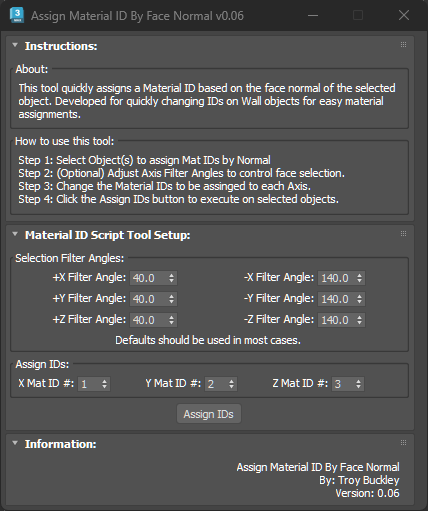 Assign Material ID By Face Normal v0.06
Instructions:
About:
This tool quickly assigns a Material ID based on the face normal of the selected
object. Developed for quickly changing IDs on Wall objects for easy material
assignments.
How to use this tool:
Step 1: Select Object(s) to assign Mat IDs by Normal
Step 2: (Optional) Adjust Axis Filter Angles to control face selection.
Step 3: Change the Material IDs to be assinged to each Axis.
Step 4: Click the Assign IDs button to execute on selected objects.
Material ID Script Tool Setup:
Selection Filter Angles:
+X Filter Angle: 40.0 -X Filter Angle: 140.0
+Y Filter Angle: 40.0 -Y Filter Angle: 140.0
+Z Filter Angle: 40.0 -Z Filter Angle: 140.0
Defaults should be used in most cases.
Assign IDs:
X Mat ID #: 1 Y Mat ID #: 2 Z Mat ID #: 3
Assign IDs
Information:
Assign Material ID By Face Normal
By: Troy Buckley
Version: 0.06